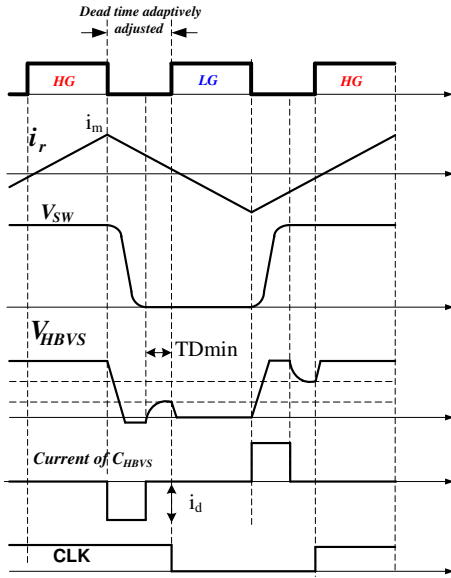 Dead time adaptively
adjusted
HG
LG
HG
i_m
i_r
V_SW
V_HBVS
TDmin
Current of C_HBVS
i_d
CLK